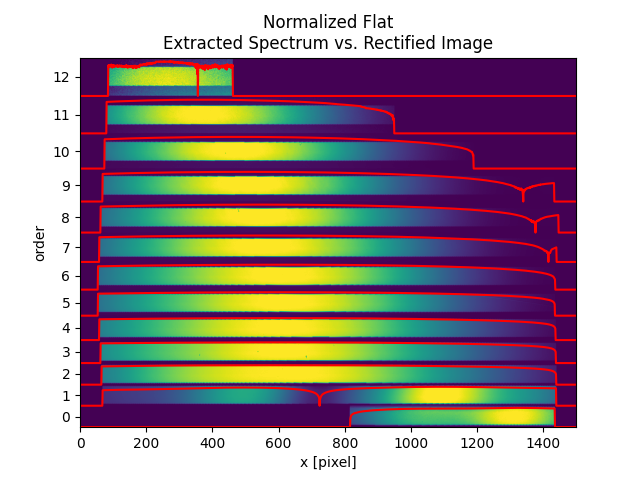 Normalized Flat
Extracted Spectrum vs. Rectified Image
12
11
10
9
8
7
6
5
4
3
2
1
0
order
0 200 400 600 800 1000 1200 1400
x [pixel]